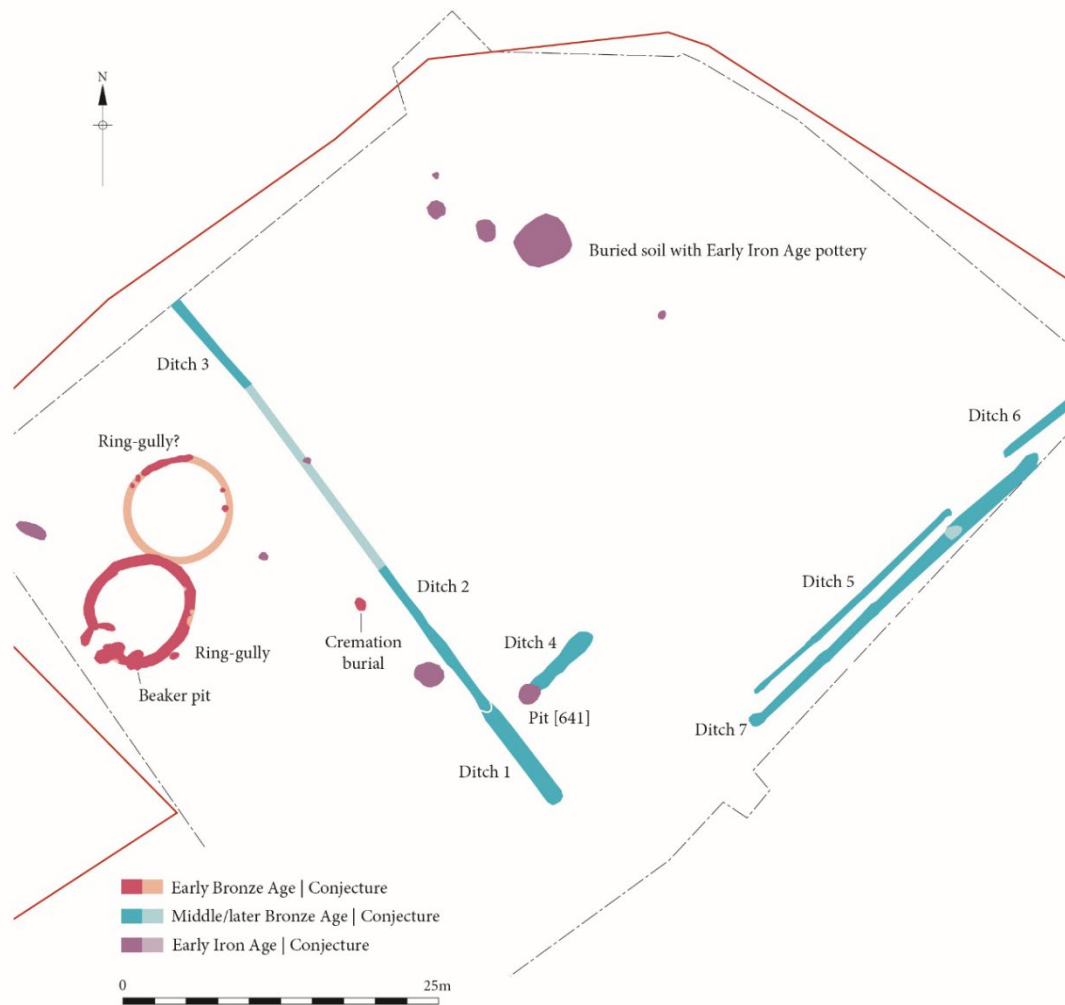 N
Buried soil with Early Iron Age pottery
Ditch 3
Ditch 6
Ring-gully?
Ditch 5
Ditch 2
Cremation
burial
Ditch 4
Ring-gully
Beaker pit
Pit [641]
Ditch 7
Ditch 1
Early Bronze Age | Conjecture
Middle/later Bronze Age | Conjecture
Early Iron Age | Conjecture
0
25m